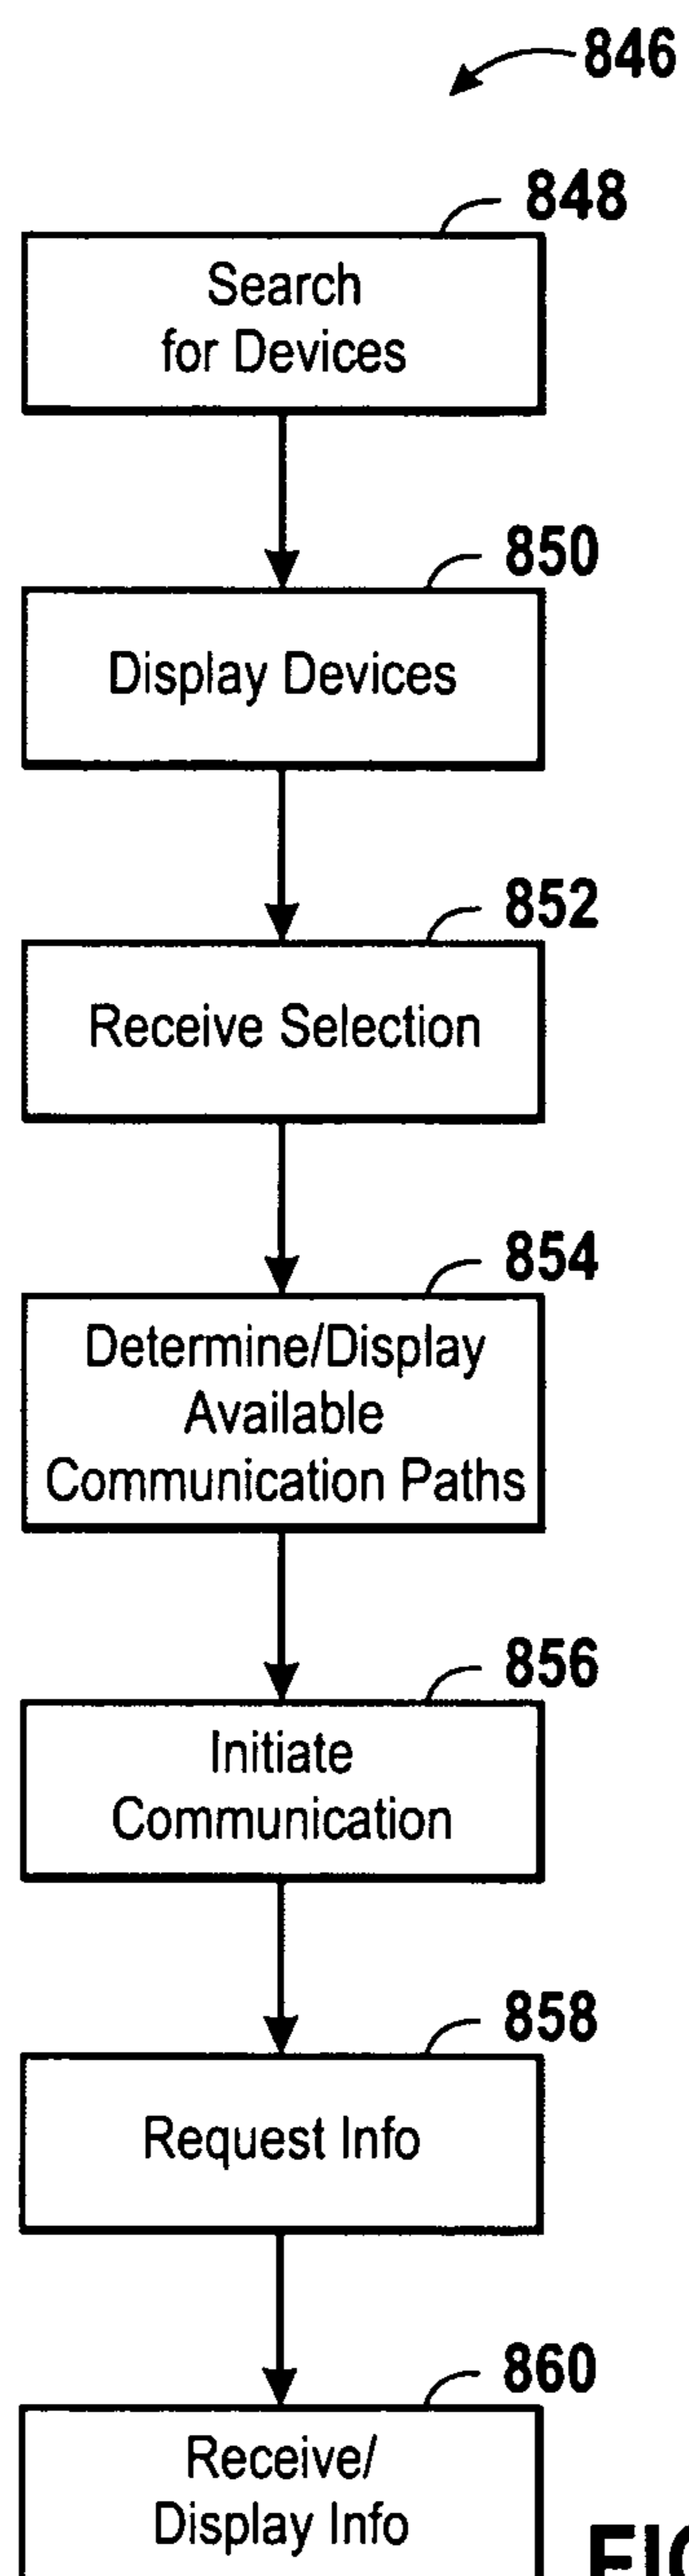 846
848
Search
for Devices
850
Display Devices
852
Receive Selection
854
Determine/Display
Available
Communication Paths
856
Initiate
Communication
858
Request Info
860
Receive/
Display Info